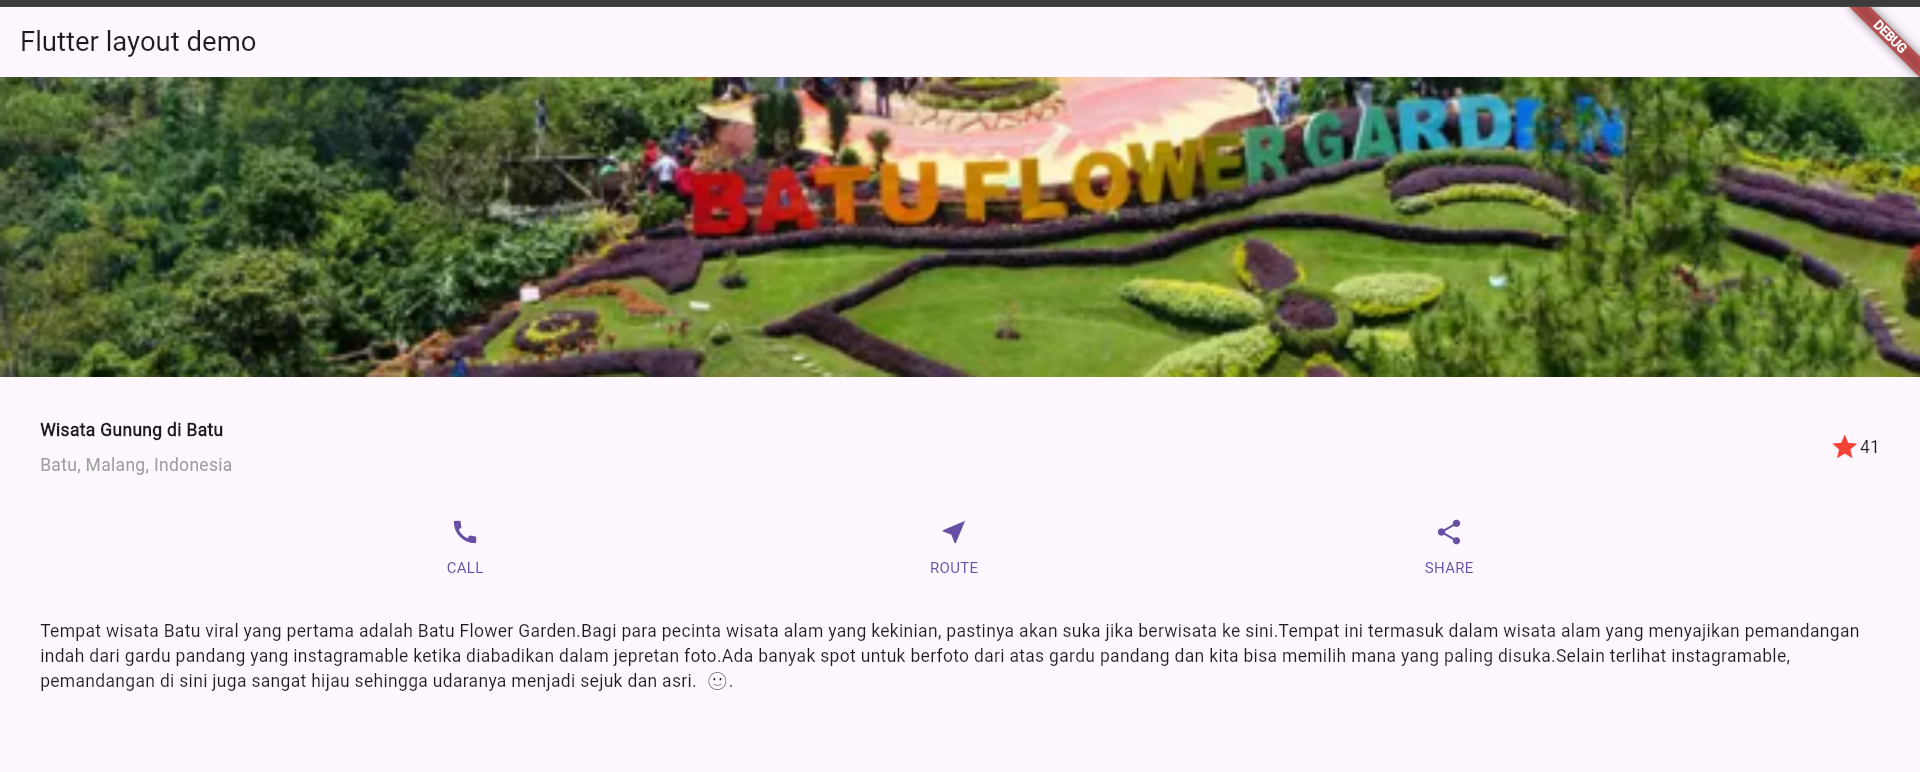 Flutter layout demo
DEBUG
BATU FLOWER GARDEN
Wisata Gunung di Batu
Batu, Malang, Indonesia
41
CALL
ROUTE
SHARE
Tempat wisata Batu viral yang pertama adalah Batu Flower Garden.Bagi para pecinta wisata alam yang kekinian, pastinya akan suka jika berwisata ke sini.Tempat ini termasuk dalam wisata alam yang menyajikan pemandangan
indah dari gardu pandang yang instagramable ketika diabadikan dalam jepretan foto.Ada banyak spot untuk berfoto dari atas gardu pandang dan kita bisa memilih mana yang paling disuka.Selain terlihat instagramable,
pemandangan di sini juga sangat hijau sehingga udaranya menjadi sejuk dan asri. ☺.